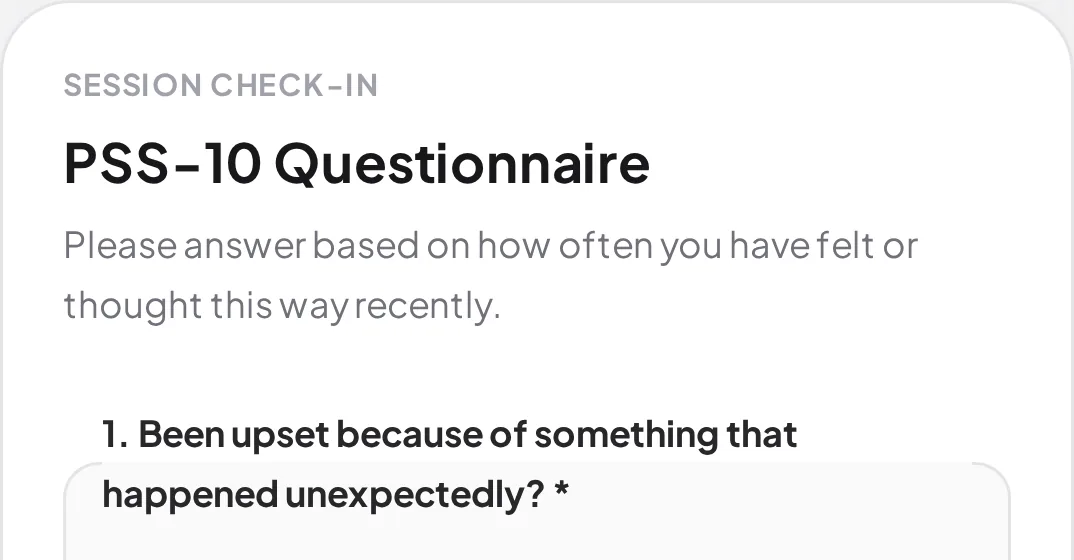 SESSION CHECK-IN
PSS-10 Questionnaire
Please answer based on how often you have felt or
thought this way recently.
1. Been upset because of something that
happened unexpectedly? *